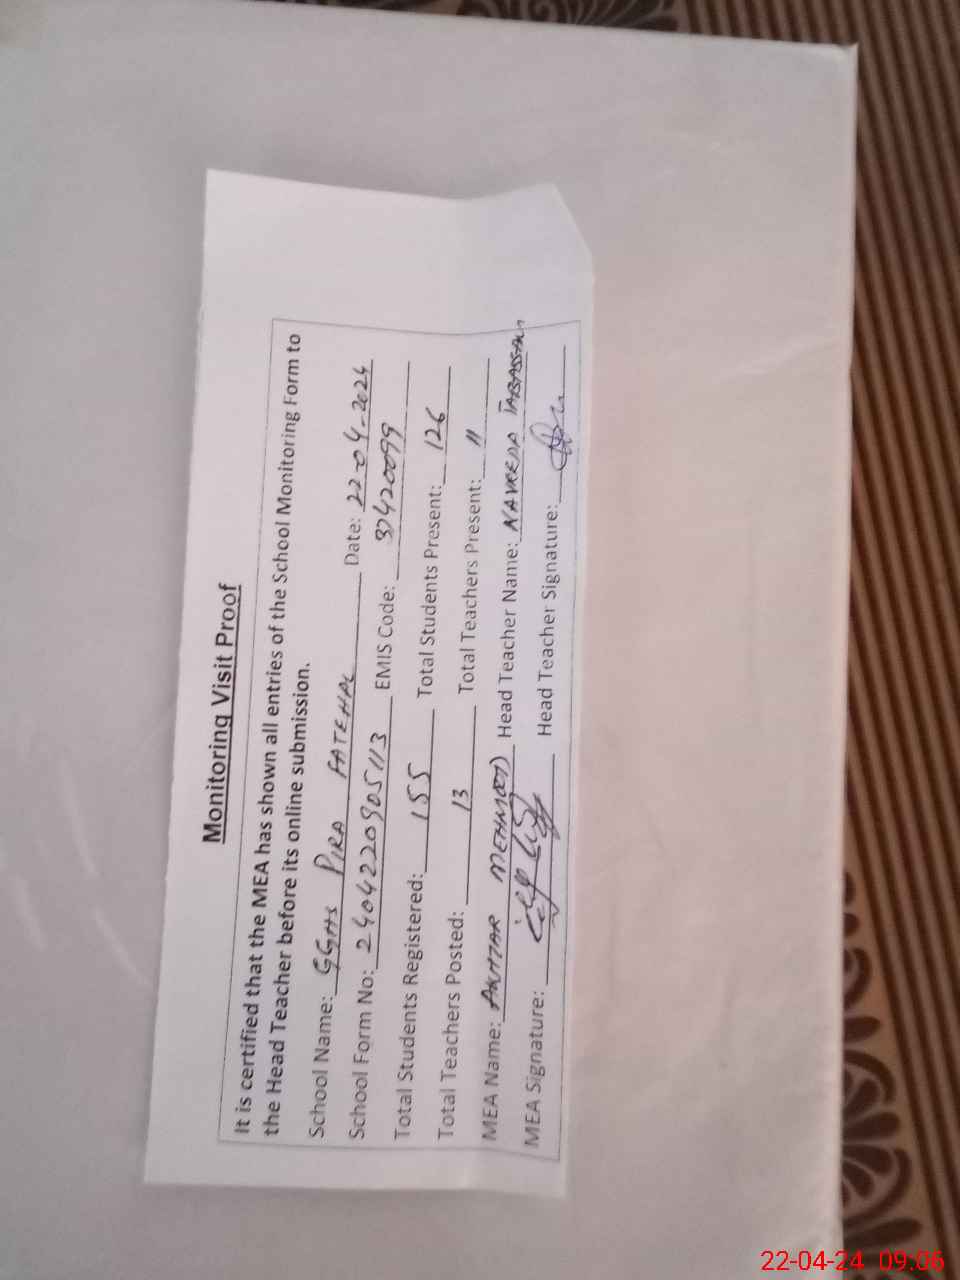 Monitoring Visit Proof
It is certified that the MEA has shown all entries of the School Monitoring Form to
the Head Teacher before its online submission.
School Name: GGHS PIRA FATEHAL Date: 22-04-2024
School Form No: 2404220905113 EMIS Code: 37420099
Total Students Registered: 155 Total Students Present: 126
Total Teachers Posted: 13 Total Teachers Present: 11
MEA Name: AKHTAR MEHMOOD Head Teacher Name: NAVEEDA TABASSAM
MEA Signature: Head Teacher Signature:
22-04-24 09:06